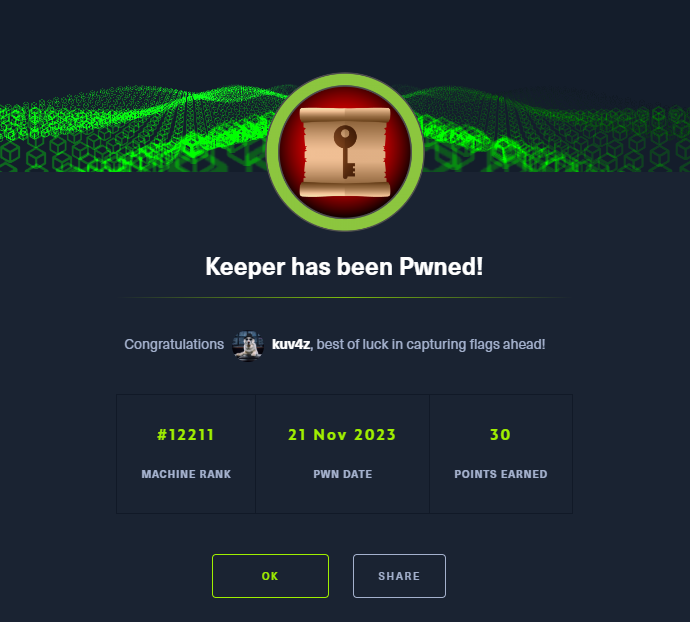 Keeper has been Pwned!
Congratulations kuv4z, best of luck in capturing flags ahead!
#12211 21 Nov 2023 30
MACHINE RANK PWN DATE POINTS EARNED
OK SHARE